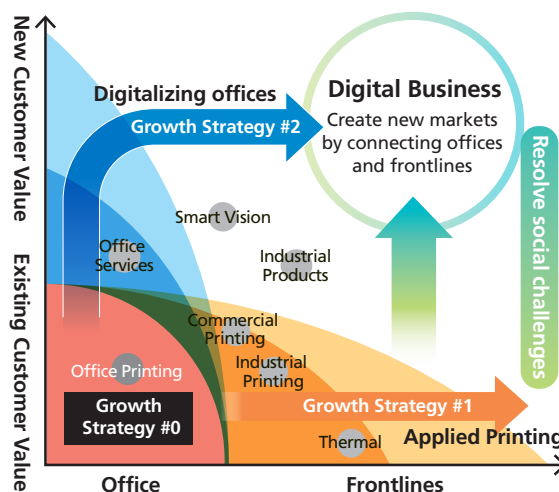 New Customer Value
Existing Customer Value
Digitalizing offices
Growth Strategy #2
Digital Business
Create new markets
by connecting offices
and frontlines
Resolve social challenges
Smart Vision
Office
Services
Industrial
Products
Commercial
Printing
Office Printing
Industrial
Printing
Growth
Strategy #0
Growth Strategy #1
Thermal
Applied Printing
Office
Frontlines